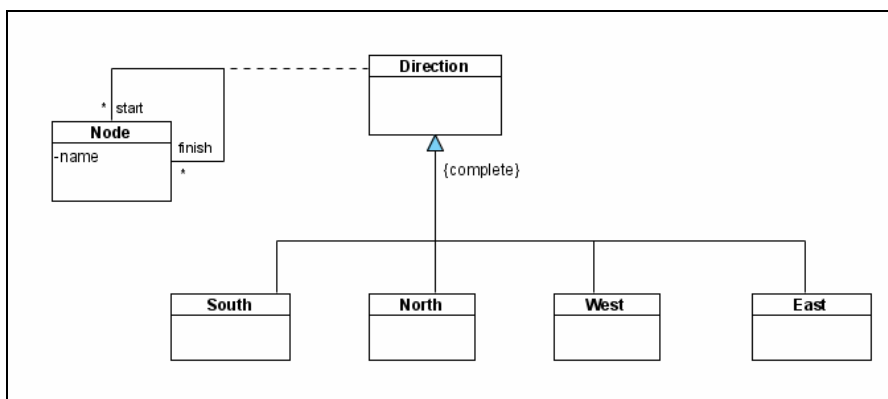 Direction
* start
Node
-name
finish
*
{complete}
South
North
West
East